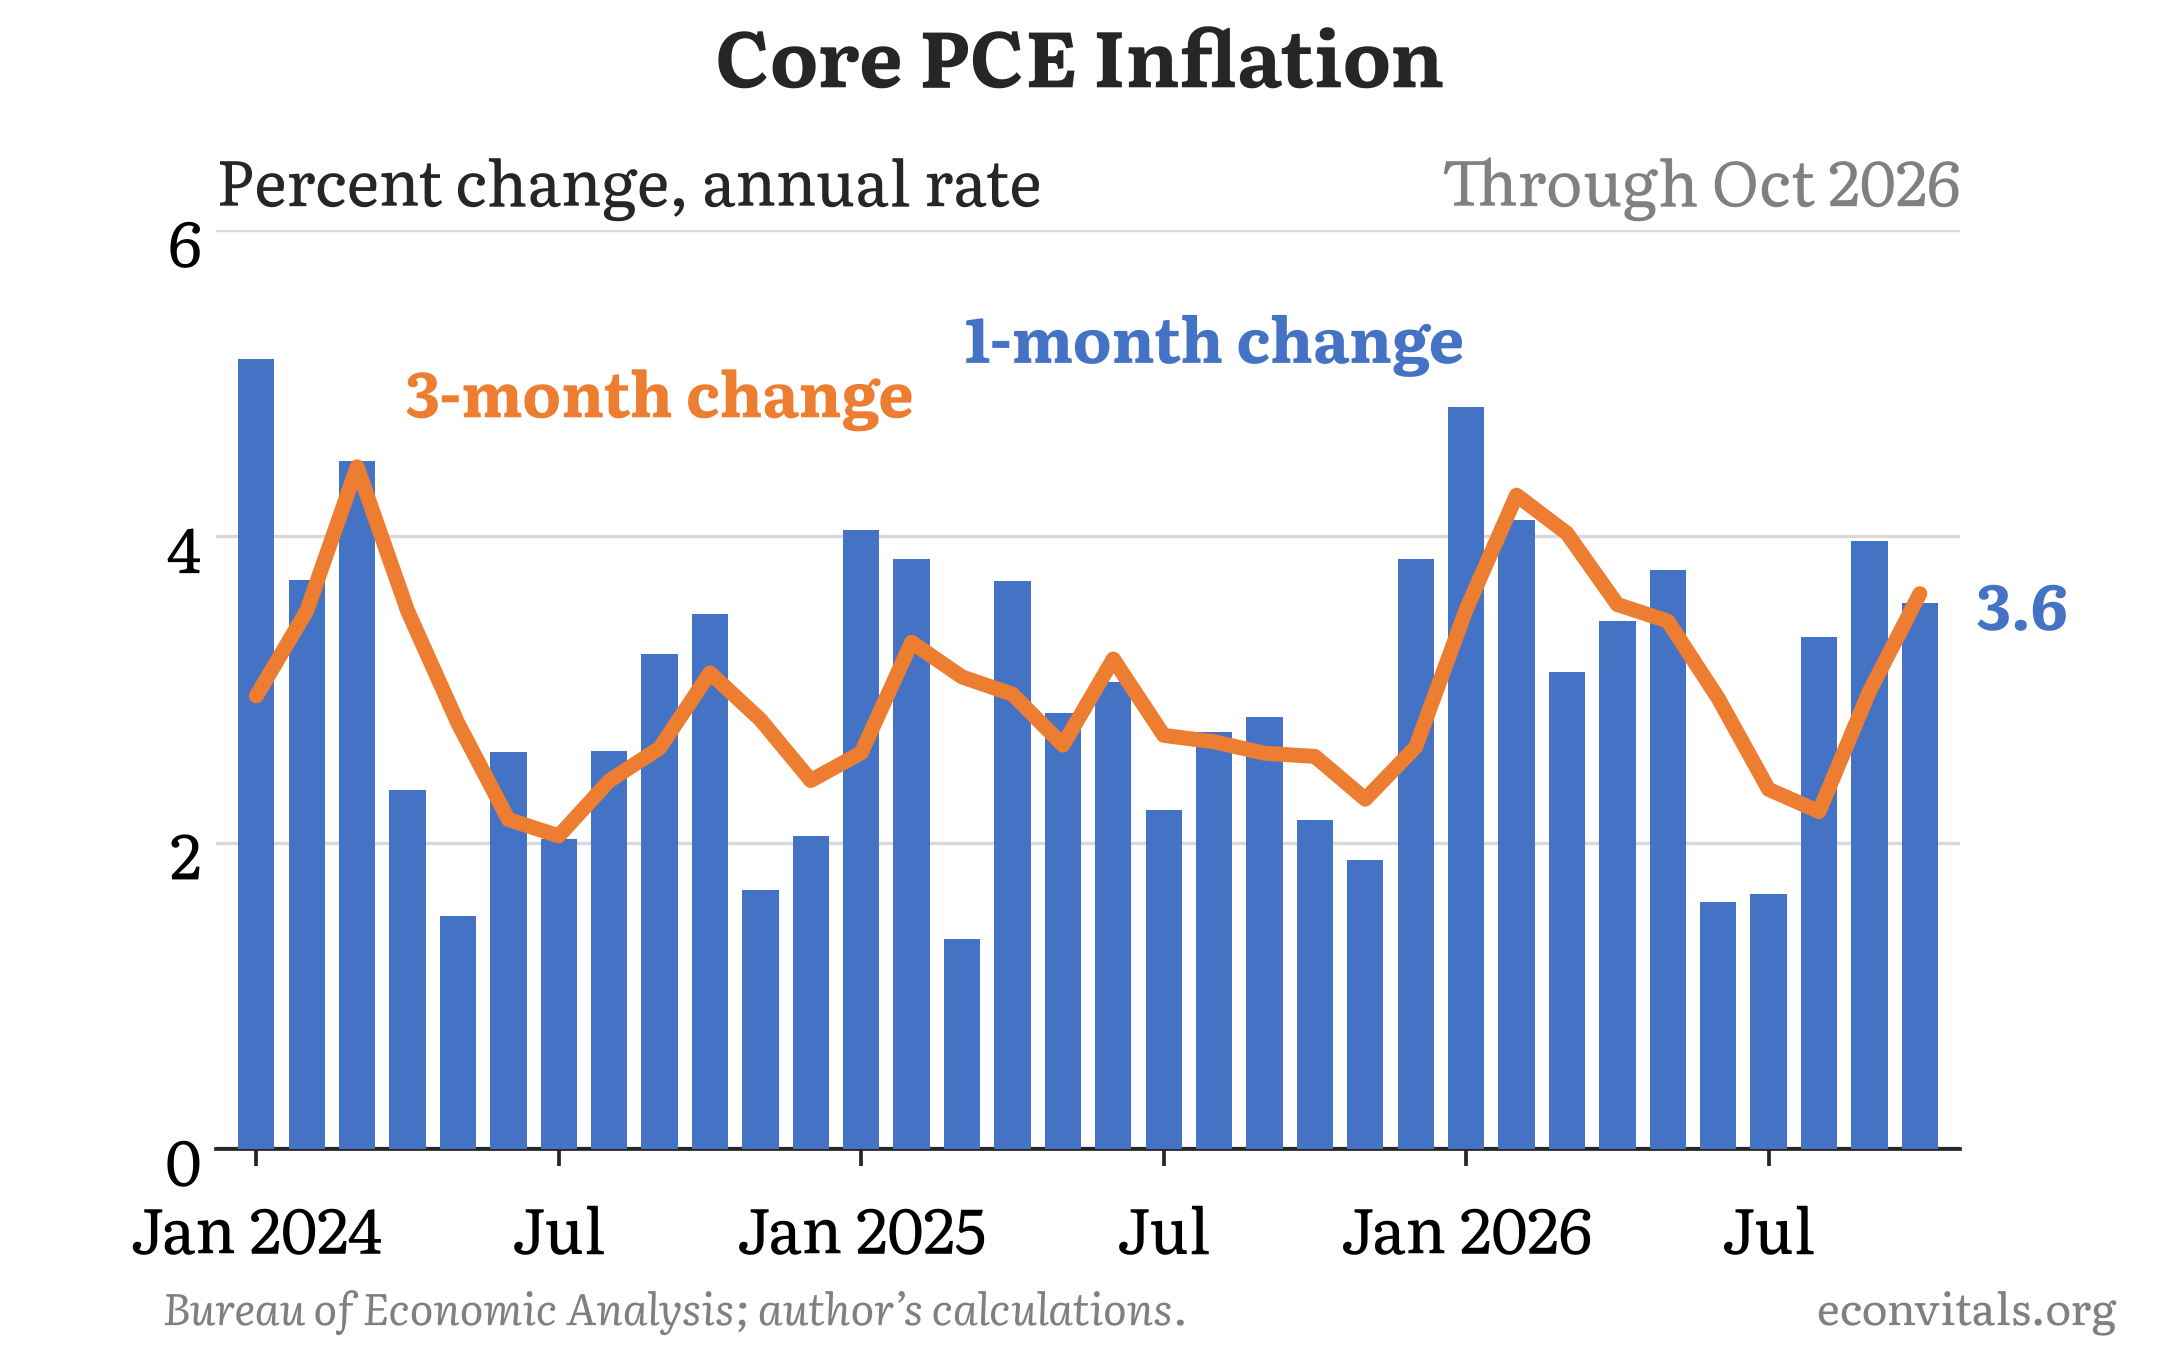 Core PCE Inflation
Percent change, annual rate
Through Oct 2026
6
1-month change
3-month change
4
3.6
2
0
Jan 2024
Jul
Jan 2025
Jul
Jan 2026
Jul
Bureau of Economic Analysis; author’s calculations.
econvitals.org